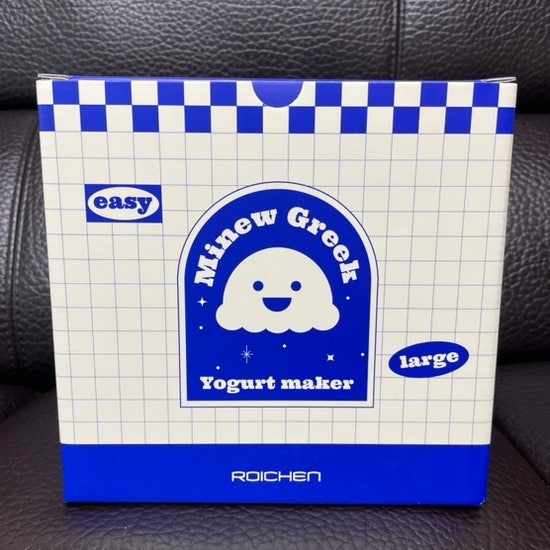 easy
Minew Greek
Yogurt maker
large
ROICHEN